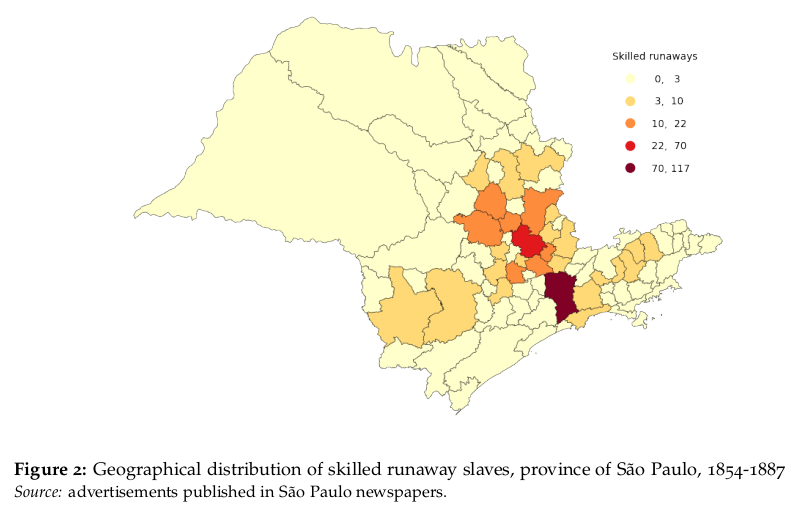 Skilled runaways
0, 3
3, 10
10, 22
22, 70
70, 117
Figure 2: Geographical distribution of skilled runaway slaves, province of São Paulo, 1854-1887
Source: advertisements published in São Paulo newspapers.